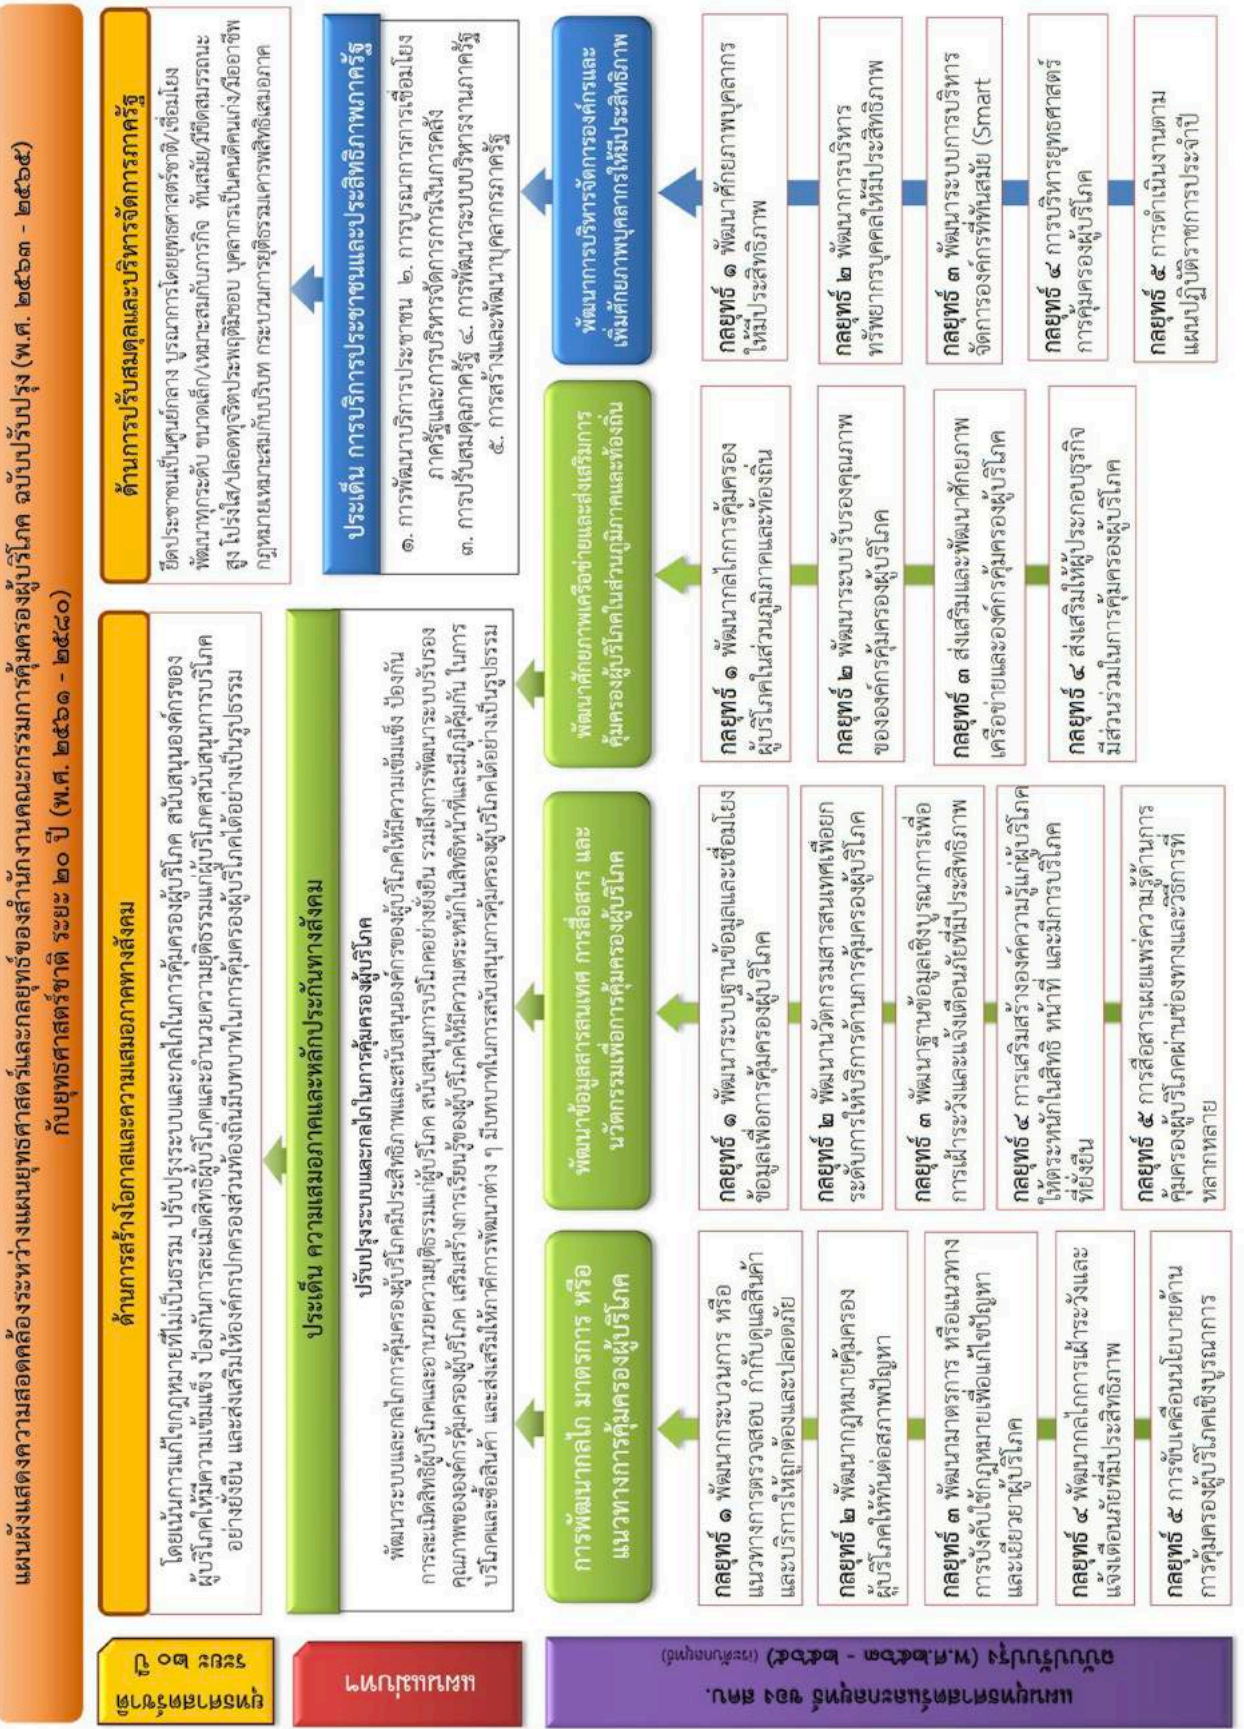 แผนผังแสดงความสอดคล้องระหว่างแผนยุทธศาสตร์และกลยุทธ์ของสำนักงานคณะกรรมการคุ้มครองผู้บริโภค ฉบับปรับปรุง (พ.ศ. ๒๕๖๓ - ๒๕๖๕)
กับยุทธศาสตร์ชาติ ระยะ ๒๐ ปี (พ.ศ. ๒๕๖๑ - ๒๕๘๐)
ยุทธศาสตร์ชาติ
ระยะ ๒๐ ปี
ด้านการสร้างโอกาสและความเสมอภาคทางสังคม
โดยเน้นการแก้ไขกฎหมายที่ไม่เป็นธรรม ปรับปรุงระบบและกลไกในการคุ้มครองผู้บริโภค สนับสนุนองค์กรของ
ผู้บริโภคให้มีความเข้มแข็ง ป้องกันการละเมิดสิทธิผู้บริโภคและอำนวยความยุติธรรมแก่ผู้บริโภคสนับสนุนการบริโภค
อย่างยั่งยืน และส่งเสริมให้องค์กรปกครองส่วนท้องถิ่นมีบทบาทในการคุ้มครองผู้บริโภคได้อย่างเป็นรูปธรรม
ด้านการปรับสมดุลและบริหารจัดการภาครัฐ
ยึดประชาชนเป็นศูนย์กลาง บูรณาการโดยยุทธศาสตร์ชาติ/เชื่อมโยง
พัฒนาทุกระดับ ขนาดเล็ก/เหมาะสมกับภารกิจ ทันสมัย/มีขีดสมรรถนะ
สูง โปร่งใส/ปลอดทุจริตประพฤติมิชอบ บุคลากรเป็นคนดีคนเก่ง/มืออาชีพ
กฎหมายเหมาะสมกับบริบท กระบวนการยุติธรรมเคารพสิทธิเสมอภาค
แผนแม่บทฯ
ประเด็น ความเสมอภาคและหลักประกันทางสังคม
ปรับปรุงระบบและกลไกในการคุ้มครองผู้บริโภค
พัฒนาระบบและกลไกการคุ้มครองผู้บริโภคมีประสิทธิภาพและสนับสนุนองค์กรของผู้บริโภคให้มีความเข้มแข็ง ป้องกัน
การละเมิดสิทธิผู้บริโภคและอำนวยความยุติธรรมแก่ผู้บริโภค สนับสนุนการบริโภคอย่างยั่งยืน รวมถึงการพัฒนาระบบรับรอง
คุณภาพขององค์กรคุ้มครองผู้บริโภค เสริมสร้างการเรียนรู้ของผู้บริโภคให้มีความตระหนักในสิทธิหน้าที่และมีภูมิคุ้มกัน ในการ
บริโภคและซื้อสินค้า และส่งเสริมให้ภาคีการพัฒนาต่าง ๆ มีบทบาทในการสนับสนุนการคุ้มครองผู้บริโภคได้อย่างเป็นรูปธรรม
ประเด็น การบริการประชาชนและประสิทธิภาพภาครัฐ
๑. การพัฒนาบริการประชาชน ๒. การบูรณาการการเชื่อมโยง
ภาครัฐและการบริหารจัดการการเงินการคลัง
๓. การปรับสมดุลภาครัฐ ๔. การพัฒนาระบบบริหารงานภาครัฐ
๕. การสร้างและพัฒนาบุคลากรภาครัฐ
แผนยุทธศาสตร์และกลยุทธ์ ของ สคบ.
ฉบับปรับปรุง (พ.ศ.๒๕๖๓ - ๒๕๖๕) (ระดับกลยุทธ์)
การพัฒนากลไก มาตรการ หรือ
แนวทางการคุ้มครองผู้บริโภค
กลยุทธ์ ๑ พัฒนากระบวนการ หรือ
แนวทางการตรวจสอบ กำกับดูแลสินค้า
และบริการให้ถูกต้องและปลอดภัย
กลยุทธ์ ๒ พัฒนากฎหมายคุ้มครอง
ผู้บริโภคให้ทันต่อสภาพปัญหา
กลยุทธ์ ๓ พัฒนามาตรการ หรือแนวทาง
การบังคับใช้กฎหมายเพื่อแก้ไขปัญหา
และเยียวยาผู้บริโภค
กลยุทธ์ ๔ พัฒนากลไกการเฝ้าระวังและ
แจ้งเตือนภัยที่มีประสิทธิภาพ
กลยุทธ์ ๕ การขับเคลื่อนนโยบายด้าน
การคุ้มครองผู้บริโภคเชิงบูรณาการ
พัฒนาข้อมูลสารสนเทศ การสื่อสาร และ
นวัตกรรมเพื่อการคุ้มครองผู้บริโภค
กลยุทธ์ ๑ พัฒนาระบบฐานข้อมูลและเชื่อมโยง
ข้อมูลเพื่อการคุ้มครองผู้บริโภค
กลยุทธ์ ๒ พัฒนานวัตกรรมสารสนเทศเพื่อยก
ระดับการให้บริการด้านการคุ้มครองผู้บริโภค
กลยุทธ์ ๓ พัฒนาฐานข้อมูลเชิงบูรณาการเพื่อ
การเฝ้าระวังและแจ้งเตือนภัยที่มีประสิทธิภาพ
กลยุทธ์ ๔ การเสริมสร้างองค์ความรู้แก่ผู้บริโภค
ให้ตระหนักในสิทธิ หน้าที่ และมีการบริโภค
ที่ยั่งยืน
กลยุทธ์ ๕ การสื่อสารเผยแพร่ความรู้ด้านการ
คุ้มครองผู้บริโภคผ่านช่องทางและวิธีการที่
หลากหลาย
พัฒนาศักยภาพเครือข่ายและส่งเสริมการ
คุ้มครองผู้บริโภคในส่วนภูมิภาคและท้องถิ่น
กลยุทธ์ ๑ พัฒนากลไกการคุ้มครอง
ผู้บริโภคในส่วนภูมิภาคและท้องถิ่น
กลยุทธ์ ๒ พัฒนาระบบรับรองคุณภาพ
ขององค์กรคุ้มครองผู้บริโภค
กลยุทธ์ ๓ ส่งเสริมและพัฒนาศักยภาพ
เครือข่ายและองค์กรคุ้มครองผู้บริโภค
กลยุทธ์ ๔ ส่งเสริมให้ผู้ประกอบธุรกิจ
มีส่วนร่วมในการคุ้มครองผู้บริโภค
พัฒนาการบริหารจัดการองค์กรและ
เพิ่มศักยภาพบุคลากรให้มีประสิทธิภาพ
กลยุทธ์ ๑ พัฒนาศักยภาพบุคลากร
ให้มีประสิทธิภาพ
กลยุทธ์ ๒ พัฒนาการบริหาร
ทรัพยากรบุคคลให้มีประสิทธิภาพ
กลยุทธ์ ๓ พัฒนาระบบการบริหาร
จัดการองค์กรที่ทันสมัย (Smart
กลยุทธ์ ๔ การบริหารยุทธศาสตร์
การคุ้มครองผู้บริโภค
กลยุทธ์ ๕ การดำเนินงานตาม
แผนปฏิบัติราชการประจำปี